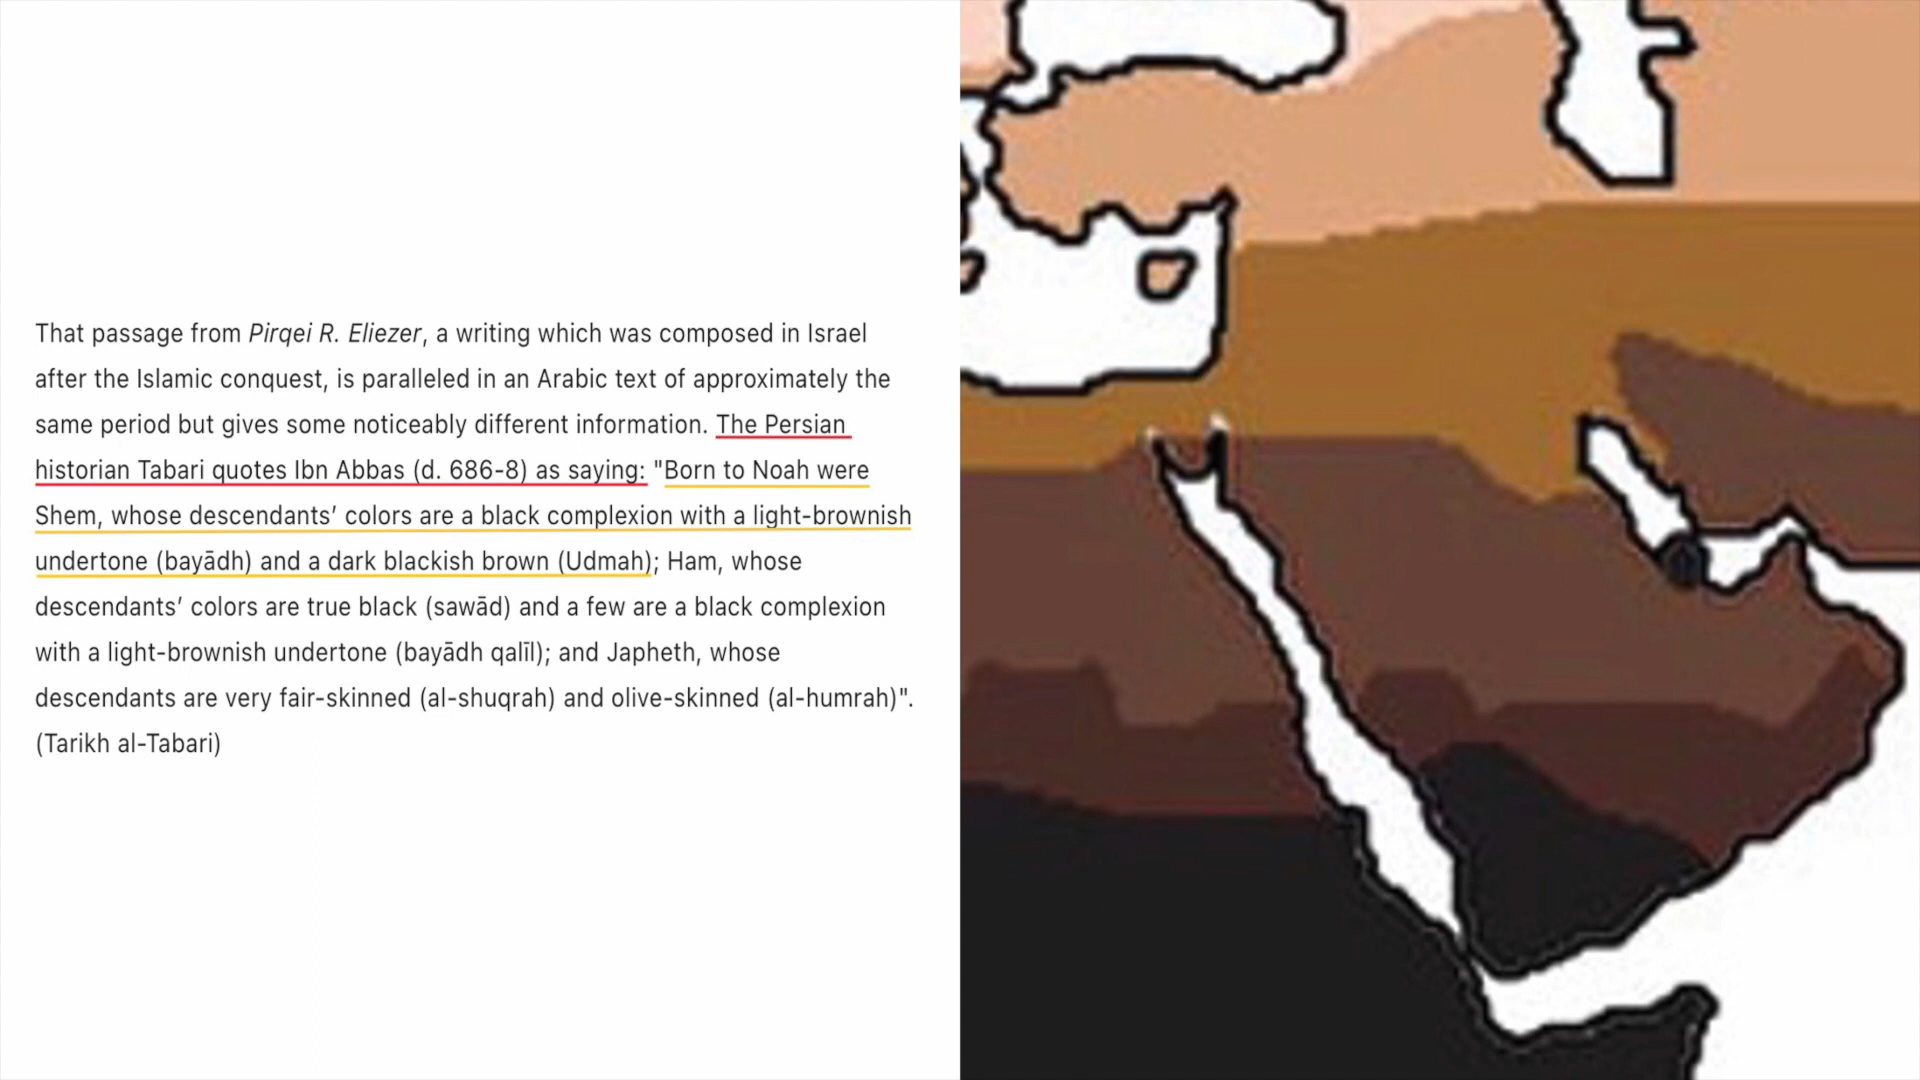 That passage from Pirqei R. Eliezer, a writing which was composed in Israel
after the Islamic conquest, is paralleled in an Arabic text of approximately the
same period but gives some noticeably different information. The Persian
historian Tabari quotes Ibn Abbas (d. 686-8) as saying: "Born to Noah were
Shem, whose descendants’ colors are a black complexion with a light-brownish
undertone (bayādh) and a dark blackish brown (Udmah); Ham, whose
descendants’ colors are true black (sawād) and a few are a black complexion
with a light-brownish undertone (bayādh qalīl); and Japheth, whose
descendants are very fair-skinned (al-shuqrah) and olive-skinned (al-humrah)".
(Tarikh al-Tabari)